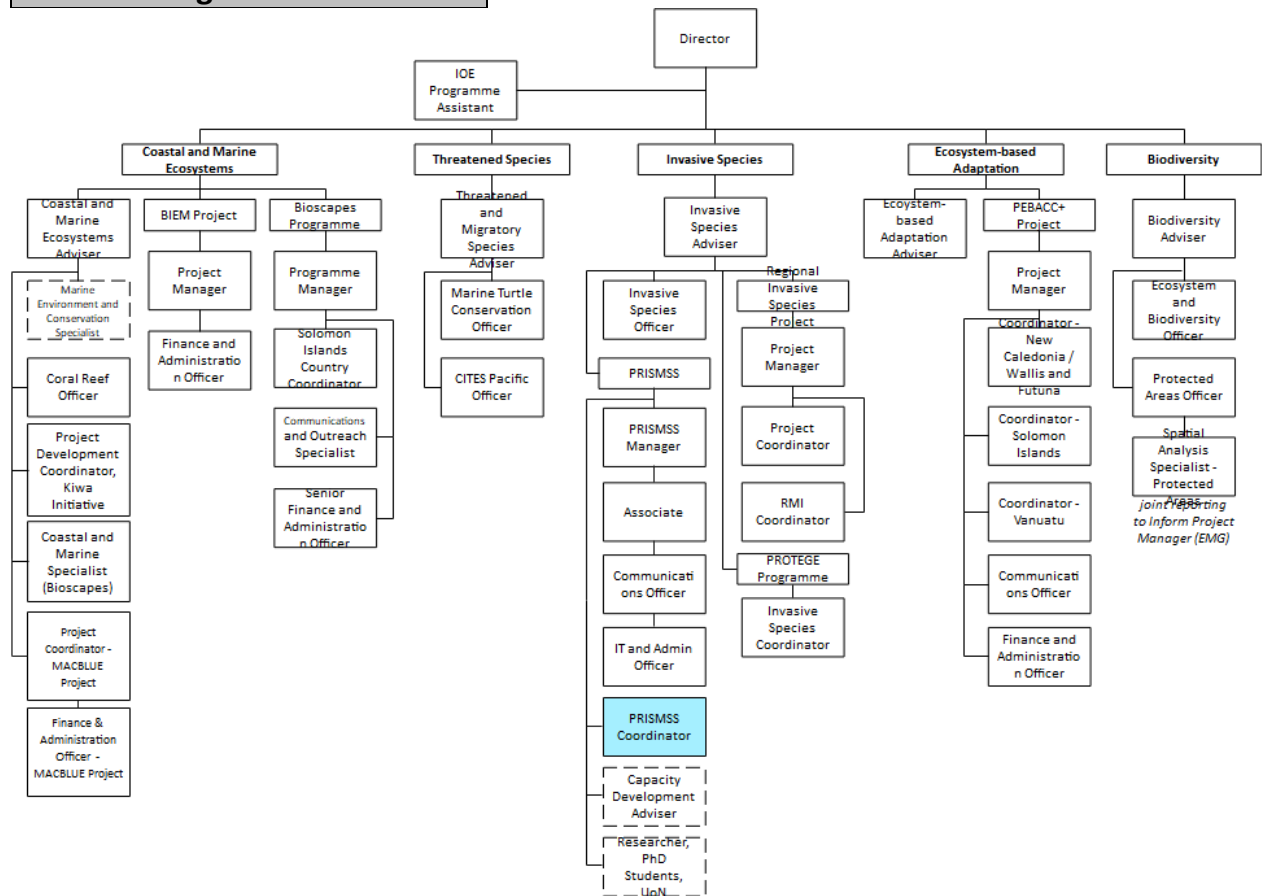 Director
IOE
Programme
Assistant
Coastal and Marine
Ecosystems
Threatened Species
Invasive Species
Ecosystem-based
Adaptation
Biodiversity
Coastal and
Marine
Ecosystems
Adviser
BIEM Project
Bioscapes
Programme
Threatened
and
Migratory
Species
Adviser
Invasive
Species
Adviser
Ecoystem-
based
Adaptation
Adviser
PEBACC+
Project
Biodiversity
Adviser
Marine
Environment and
Conservation
Specialist
Project
Manager
Programme
Manager
Marine Turtle
Conservation
Officer
Invasive
Species
Officer
Regional
Invasive
Species
Project
Project
Manager
Ecosystem
and
Biodiversity
Officer
Finance and
Administratio
n Officer
Solomon
Islands
Country
Coordinator
Coral Reef
Officer
CITES Pacific
Officer
PRISMSS
Project
Manager
Coordinator -
New
Caledonia /
Wallis and
Futuna
Protected
Areas Officer
Project
Development
Coordinator,
Kiwa
Initiative
Communications
and Outreach
Specialist
PRISMSS
Manager
Project
Coordinator
Coordinator -
Solomon
Islands
Spatial
Analysis
Specialist -
Protected
Areas
joint reporting
to Inform Project
Manager (EMG)
Senior
Finance and
Administratio
n Officer
Associate
RMI
Coordinator
Coordinator -
Vanuatu
Coastal and
Marine
Specialist
(Bioscapes)
Communicati
ons Officer
PROTEGE
Programme
Communicati
ons Officer
Invasive
Species
Coordinator
Project
Coordinator -
MACBLUE
Project
IT and Admin
Officer
Finance and
Administratio
n Officer
Finance &
Administration
Officer -
MACBLUE Project
PRISMSS
Coordinator
Capacity
Development
Adviser
Researcher,
PhD
Students,
UoN